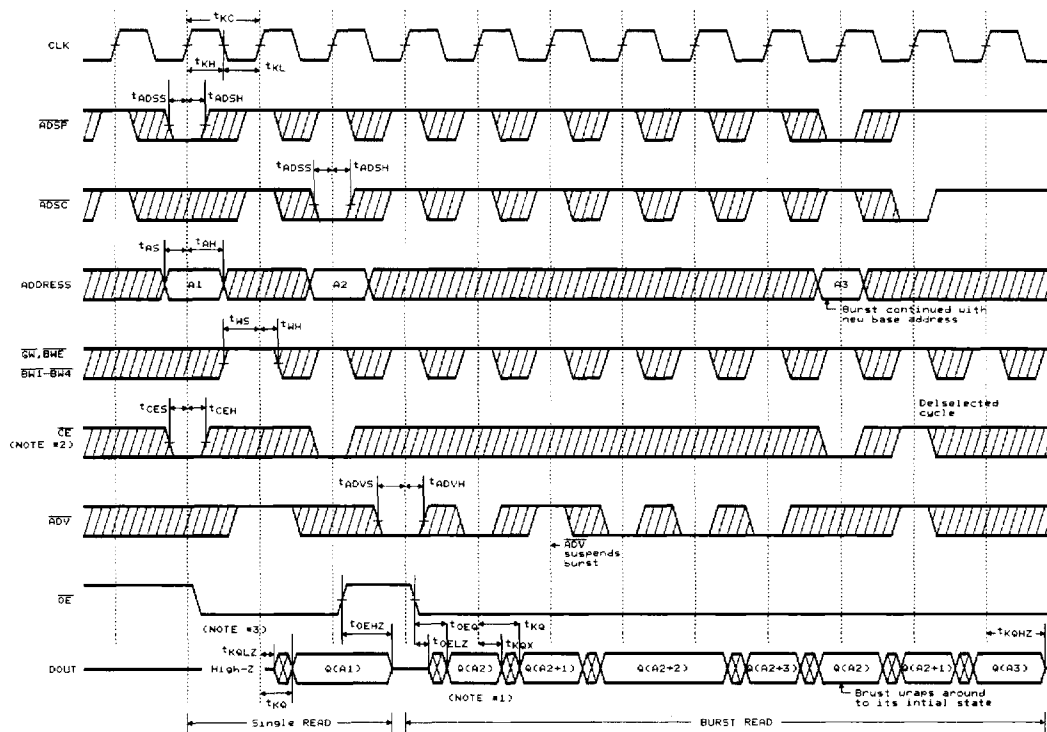 tKC
CLK
tKH tKL
tADSS tADSH
ADSP
tADSS tADSH
ADSC
tAS tAH
ADDRESS A1 A2 A3
Burst continued with
new base address
tWS tWH
GW,BWE
BW1-BW4
tCES tCEH
Delselected
cycle
CE
(NOTE #2)
tADVS tADVH
ADV
ADV
suspends
burst
OE
(NOTE #3) tOEHZ tOEQ tKQ
tKQLZ tOELZ tKQX tKQHZ
DOUT High-Z Q(A1) Q(A2) Q(A2+1) Q(A2+2) Q(A2+3) Q(A2) Q(A2+1) Q(A3)
tKQ (NOTE #1)
Brust wraps around
to its intial state
Single READ BURST READ